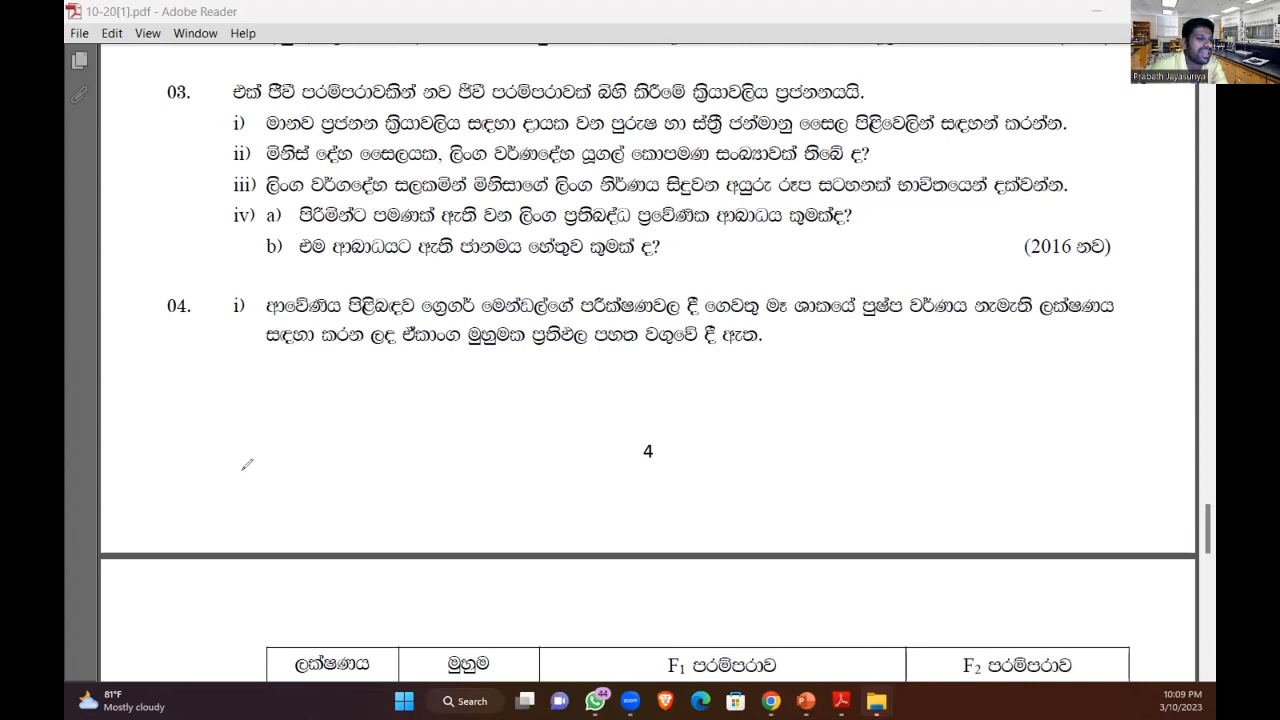 10-20[1].pdf - Adobe Reader
File Edit View Window Help
Prabath Jayasuriya
03. එක් ජීවී පරම්පරාවකින් නව ජීවී පරම්පරාවක් බිහි කිරීමේ ක්‍රියාවලිය ප්‍රජනනයයි.
i) මානව ප්‍රජනන ක්‍රියාවලිය සඳහා දායක වන පුරුෂ හා ස්ත්‍රී ජන්මානු සෛල පිළිවෙලින් සඳහන් කරන්න.
ii) මිනිස් දේහ සෛලයක, ලිංග වර්ණදේහ යූගල් කොපමණ සංඛ්‍යාවක් තිබේ ද?
iii) ලිංග වර්ගදේහ සලකමින් මිනිසාගේ ලිංග නිර්ණය සිදුවන අයුරු රූප සටහනක් භාවිතයෙන් දක්වන්න.
iv) a) පිරිමින්ට පමණක් ඇති වන ලිංග ප්‍රතිබද්ධ ප්‍රවේණික ආබාධය කුමක්ද?
b) එම ආබාධයට ඇති ජානමය හේතුව කුමක් ද? (2016 නව)
04. i) ආවේණිය පිළිබඳව ග්‍රෙගර් මෙන්ඩල්ගේ පරීක්ෂණවල දී ගෙවතු මෑ ශාකයේ පුෂ්ප වර්ණය නැමැති ලක්ෂණය
සඳහා කරන ලද ඒකාංග මුහුමක ප්‍රතිඵල පහත වගුවේ දී ඇත.
4
ලක්ෂණය මුහුම F₁ පරම්පරාව F₂ පරම්පරාව
81°F
Mostly cloudy
Search
44
zoom
10:09 PM
3/10/2023